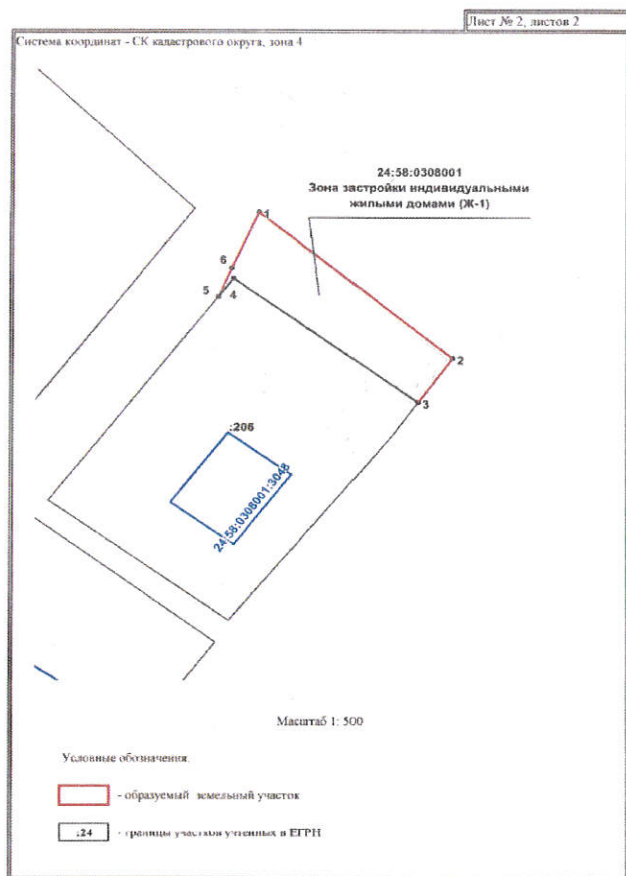 Лист № 2, листов 2
Система координат - СК кадастрового округа, зона 4
24:58:0308001
Зона застройки индивидуальными
жилыми домами (Ж-1)
1
6
5
4
2
3
:206
24:58:0308001:3048
Масштаб 1: 500
Условные обозначения:
- образуемый земельный участок
:24 - границы участков учтенных в ЕГРН